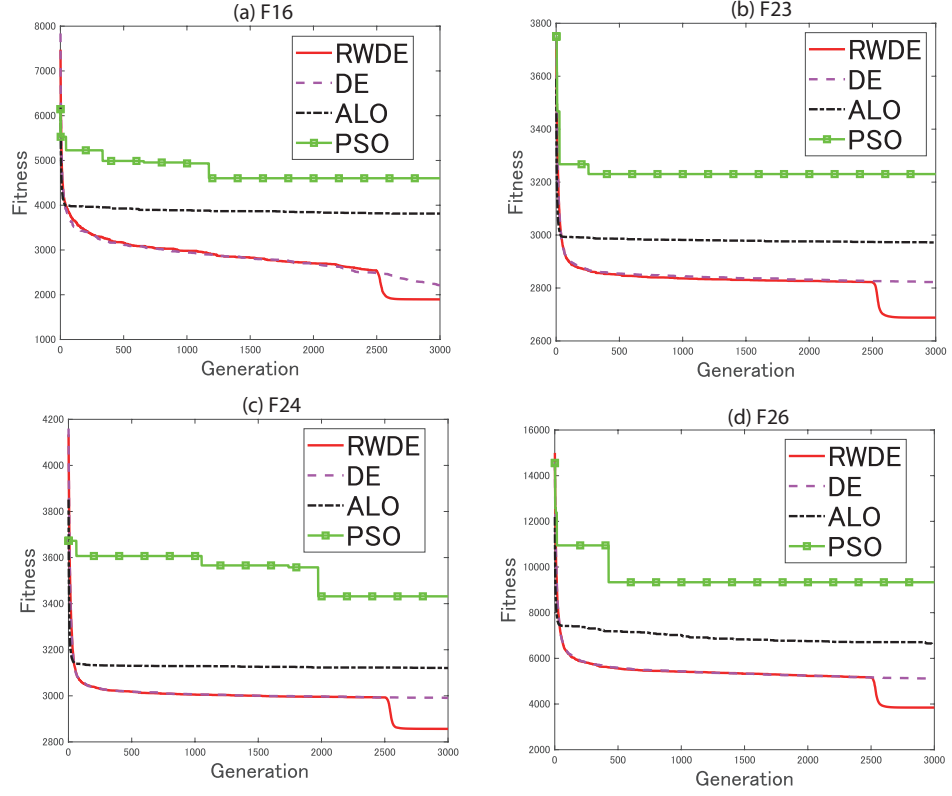 (a) F16
8000
7000
6000
5000
4000
3000
2000
1000
0 500 1000 1500 2000 2500 3000
Fitness
Generation
RWDE
DE
ALO
PSO
(b) F23
3800
3600
3400
3200
3000
2800
2600
0 500 1000 1500 2000 2500 3000
Fitness
Generation
RWDE
DE
ALO
PSO
(c) F24
4200
4000
3800
3600
3400
3200
3000
2800
0 500 1000 1500 2000 2500 3000
Fitness
Generation
RWDE
DE
ALO
PSO
(d) F26
16000
14000
12000
10000
8000
6000
4000
2000
0 500 1000 1500 2000 2500 3000
Fitness
Generation
RWDE
DE
ALO
PSO